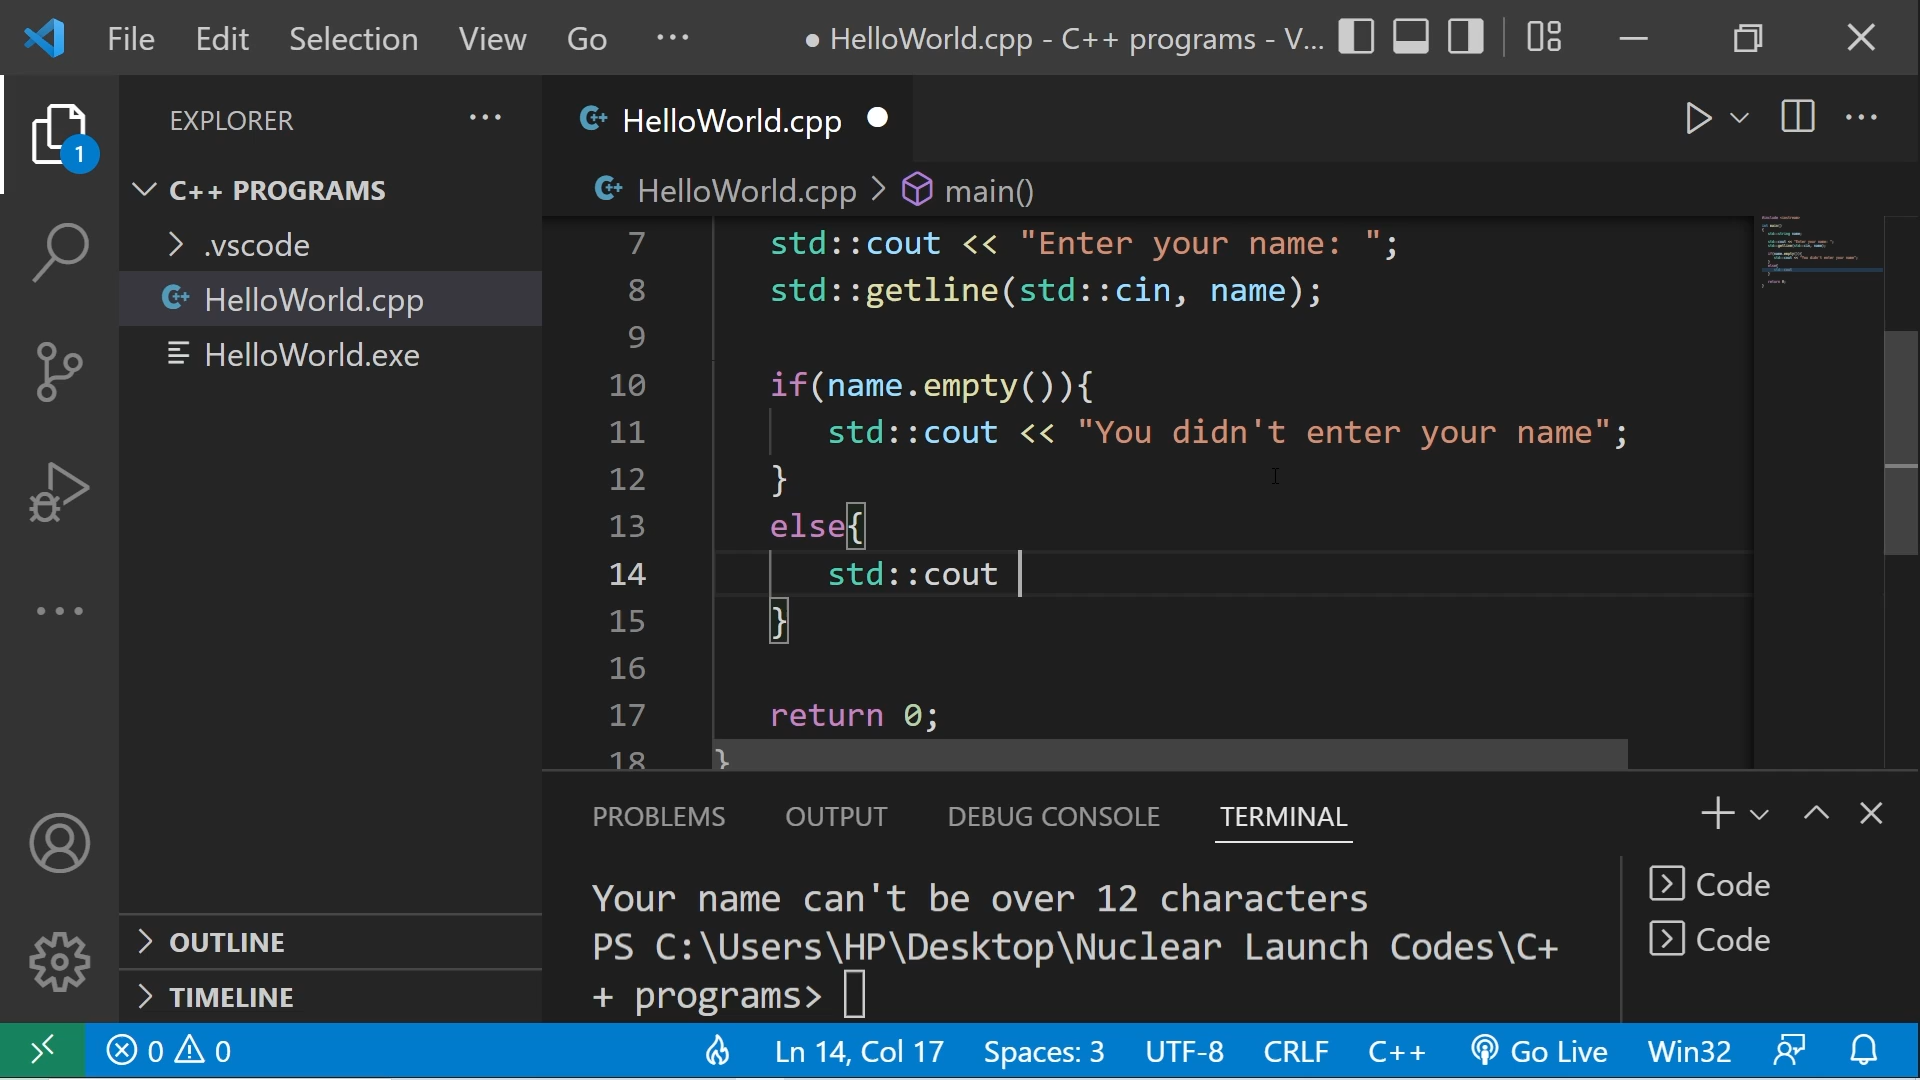 File Edit Selection View Go ··· ● HelloWorld.cpp - C++ programs - V...
EXPLORER ···
C++ PROGRAMS
.vscode
HelloWorld.cpp
HelloWorld.exe
OUTLINE
TIMELINE
1
HelloWorld.cpp ●
HelloWorld.cpp > main()
7 std::cout << "Enter your name: ";
8 std::getline(std::cin, name);
9
10 if(name.empty()){
11 std::cout << "You didn't enter your name";
12 }
13 else{
14 std::cout
15 }
16
17 return 0;
18 }
PROBLEMS OUTPUT DEBUG CONSOLE TERMINAL
Your name can't be over 12 characters
PS C:\Users\HP\Desktop\Nuclear Launch Codes\C+
+ programs>
Code
Code
0 0 Ln 14, Col 17 Spaces: 3 UTF-8 CRLF C++ Go Live Win32